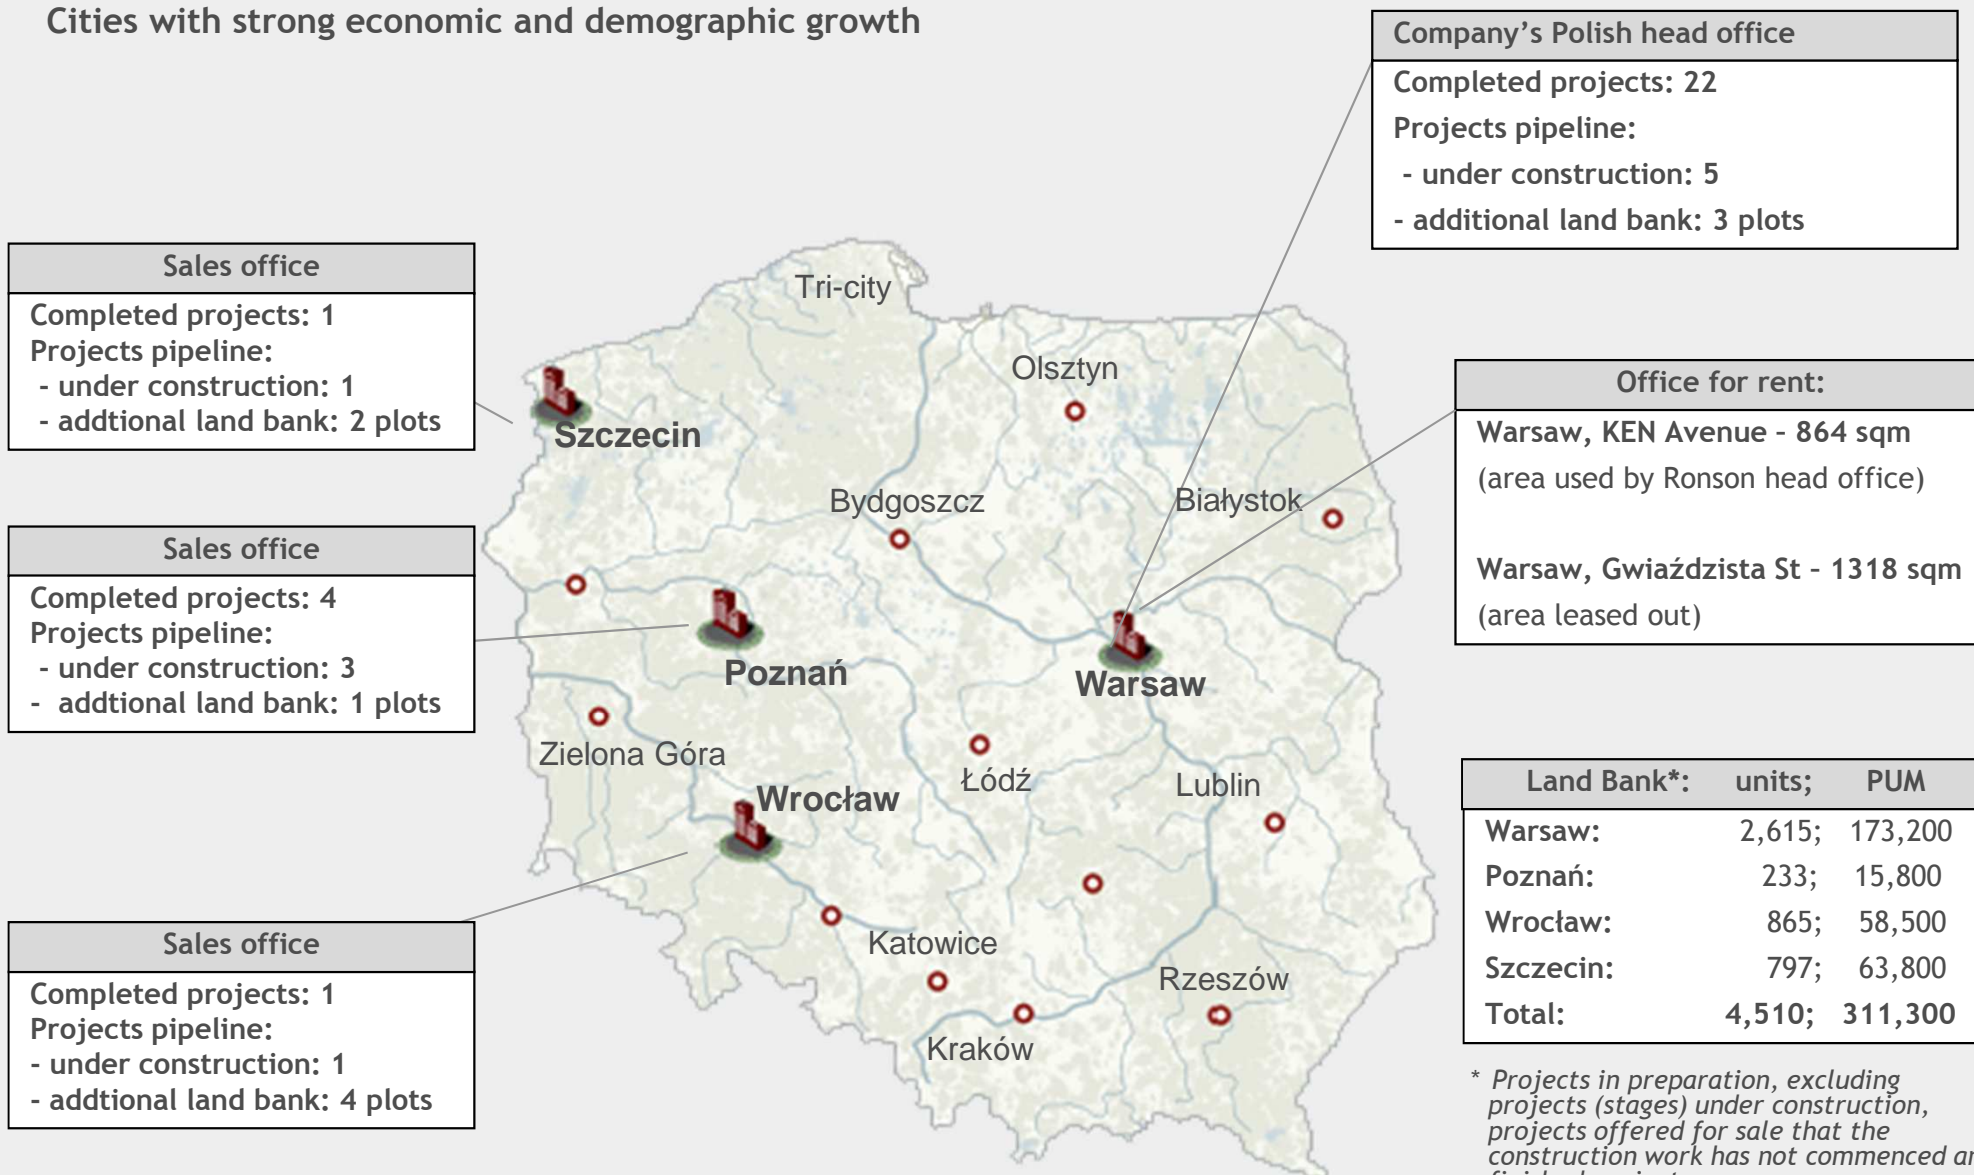 Cities with strong economic and demographic growth
Company’s Polish head office
Completed projects: 22
Projects pipeline:
- under construction: 5
- additional land bank: 3 plots
Sales office
Completed projects: 1
Projects pipeline:
- under construction: 1
- addtional land bank: 2 plots
Sales office
Completed projects: 4
Projects pipeline:
- under construction: 3
- addtional land bank: 1 plots
Sales office
Completed projects: 1
Projects pipeline:
- under construction: 1
- addtional land bank: 4 plots
Tri-city
Olsztyn
Szczecin
Bydgoszcz
Białystok
Poznań
Warsaw
Zielona Góra
Wrocław
Łódź
Lublin
Katowice
Rzeszów
Kraków
Office for rent:
Warsaw, KEN Avenue - 864 sqm
(area used by Ronson head office)
Warsaw, Gwiaździsta St - 1318 sqm
(area leased out)
Land Bank*: units; PUM
Warsaw: 2,615; 173,200
Poznań: 233; 15,800
Wrocław: 865; 58,500
Szczecin: 797; 63,800
Total: 4,510; 311,300
* Projects in preparation, excluding
projects (stages) under construction,
projects offered for sale that the
construction work has not commenced